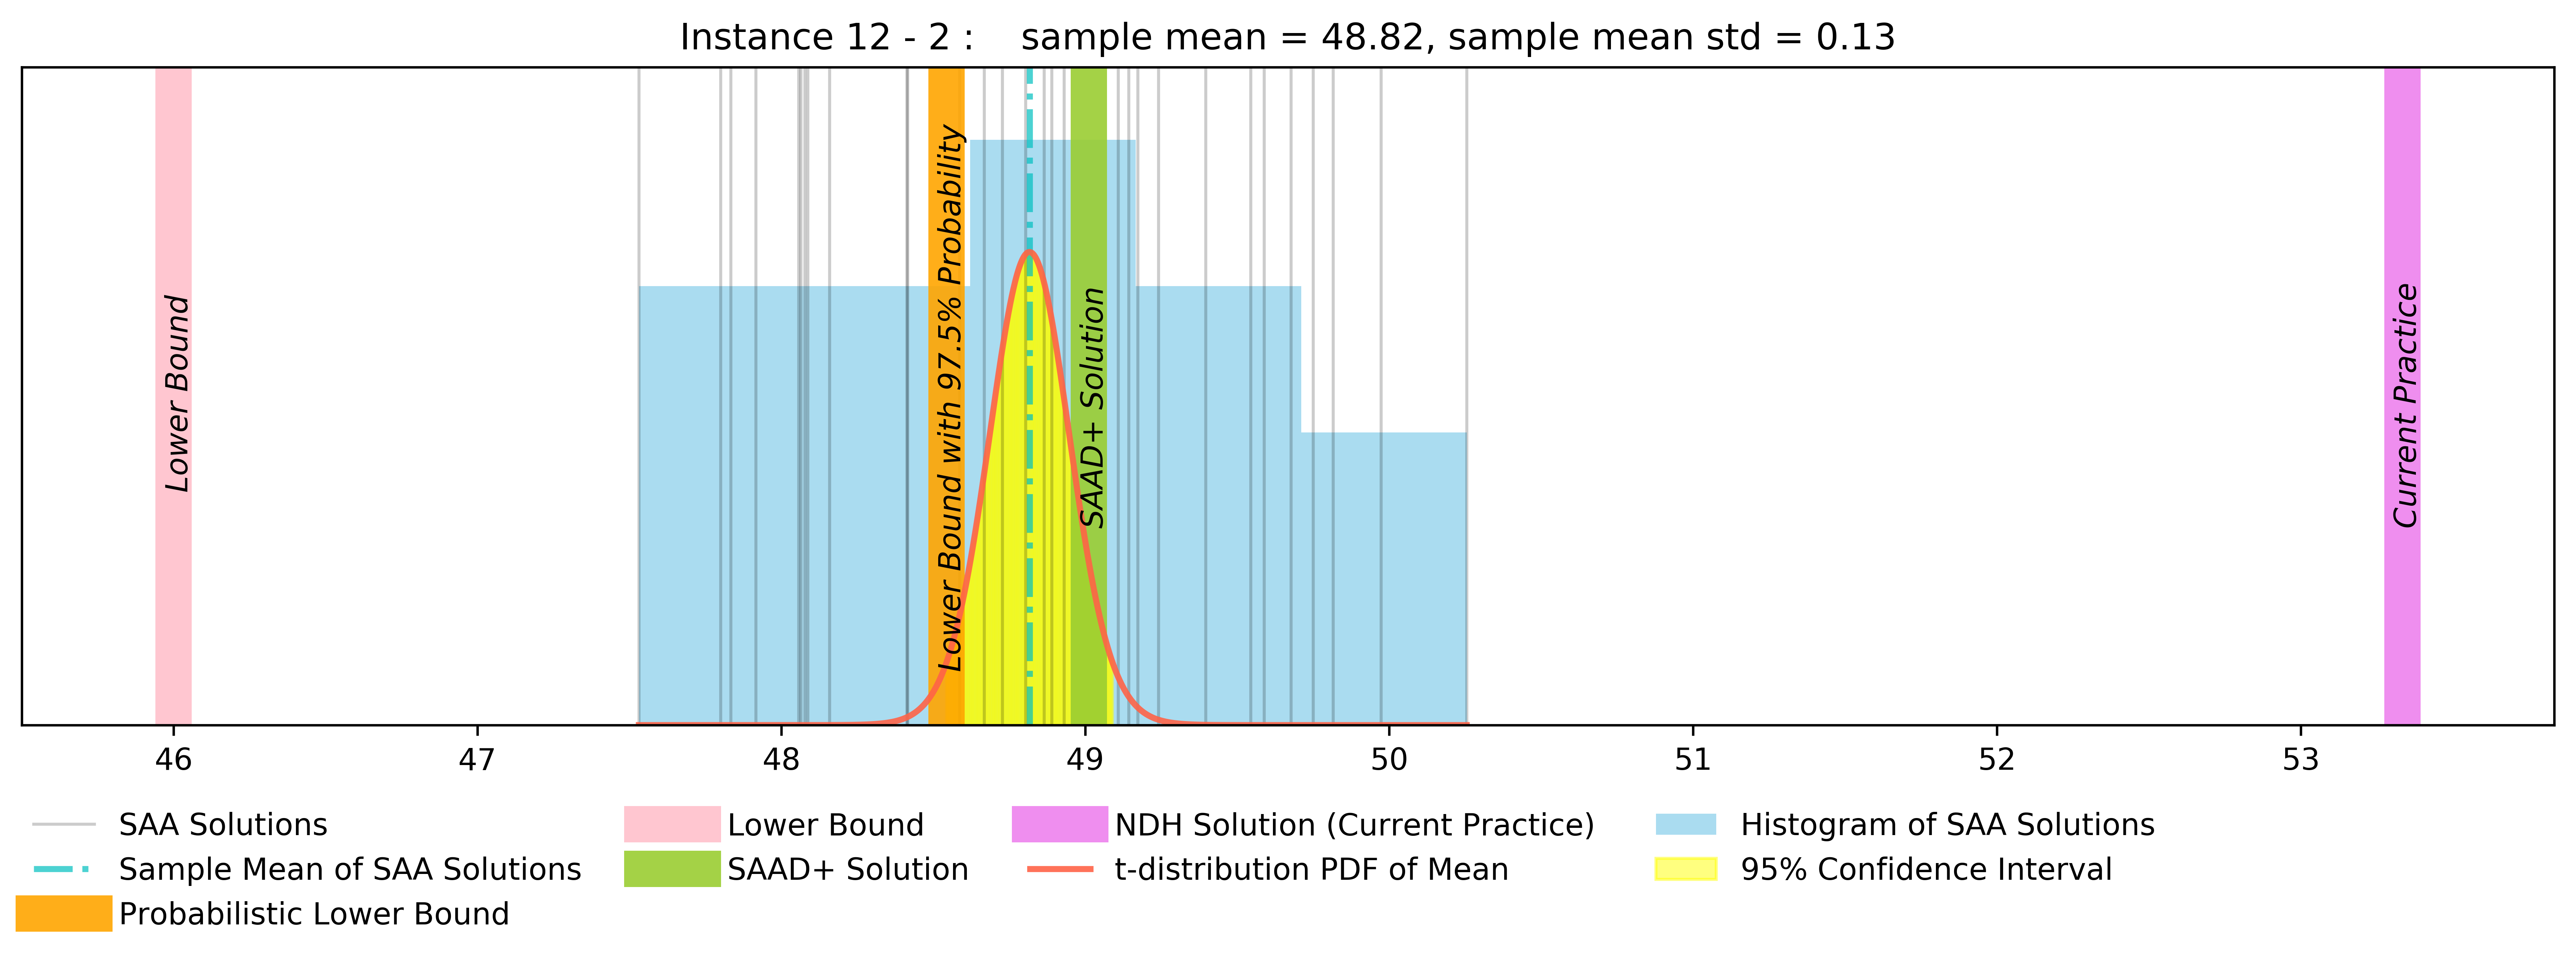 Instance 12 - 2 :    sample mean = 48.82, sample mean std = 0.13
Lower Bound
Lower Bound with 97.5% Probability
SAAD+ Solution
Current Practice
46 47 48 49 50 51 52 53
SAA Solutions
Sample Mean of SAA Solutions
Probabilistic Lower Bound
Lower Bound
SAAD+ Solution
NDH Solution (Current Practice)
t-distribution PDF of Mean
Histogram of SAA Solutions
95% Confidence Interval